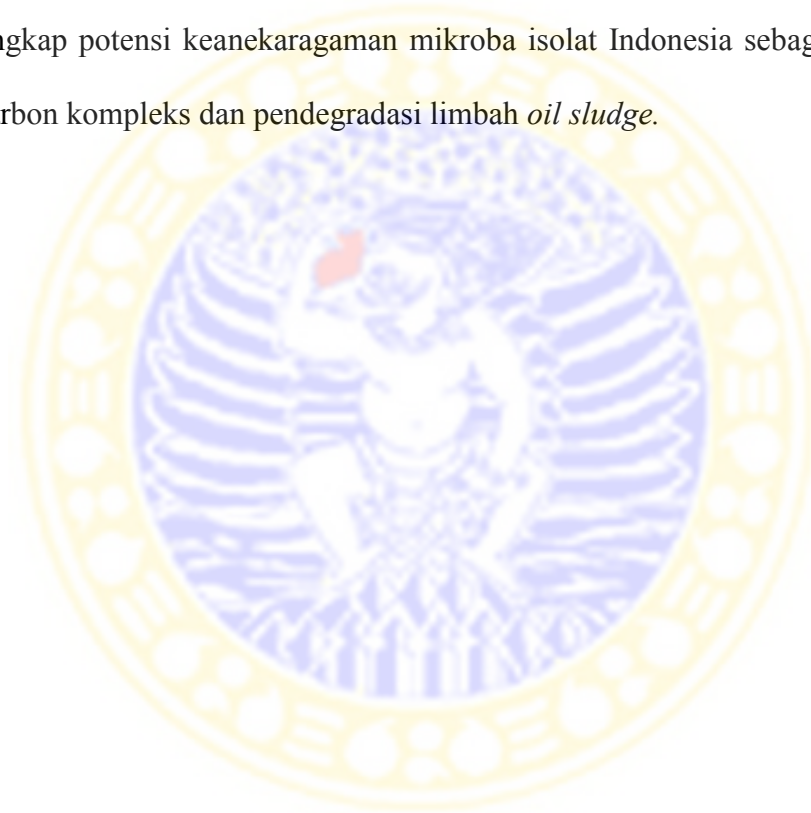 ngkap potensi keanekaragaman mikroba isolat Indonesia sebag
rbon kompleks dan pendegradasi limbah oil sludge.